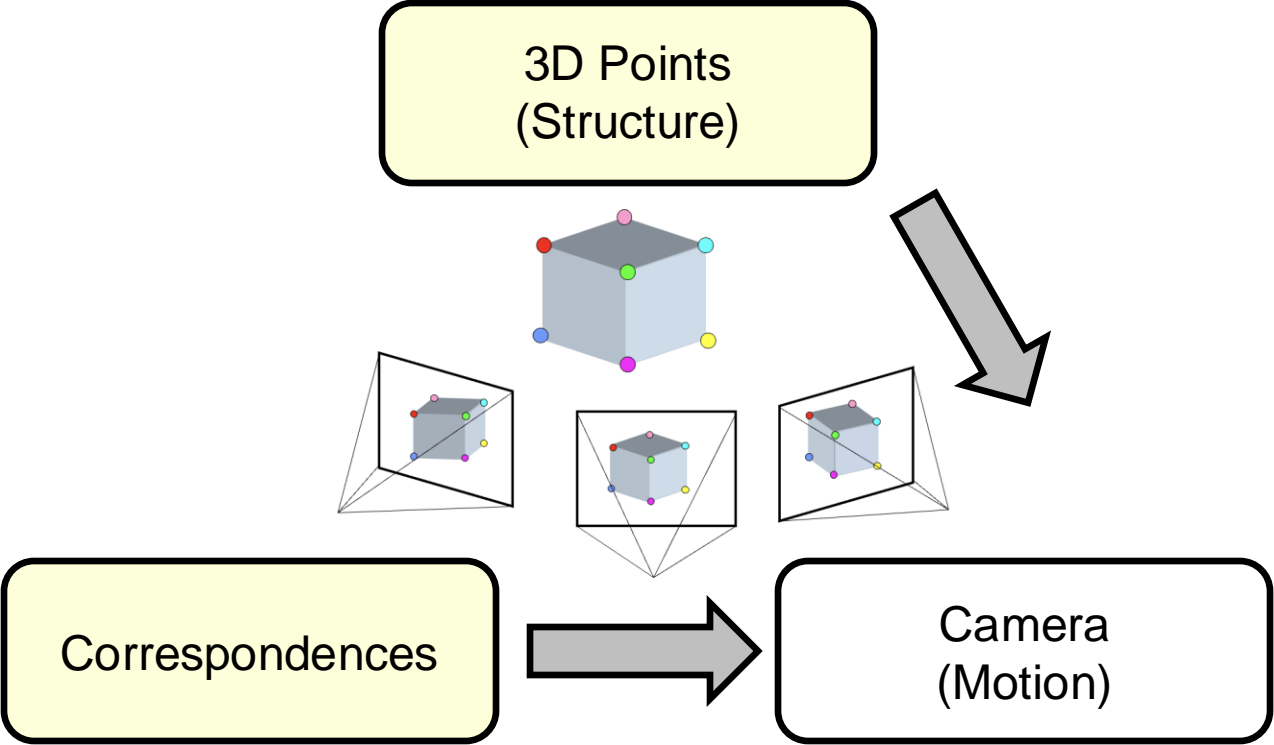 3D Points
(Structure)
Correspondences
Camera
(Motion)